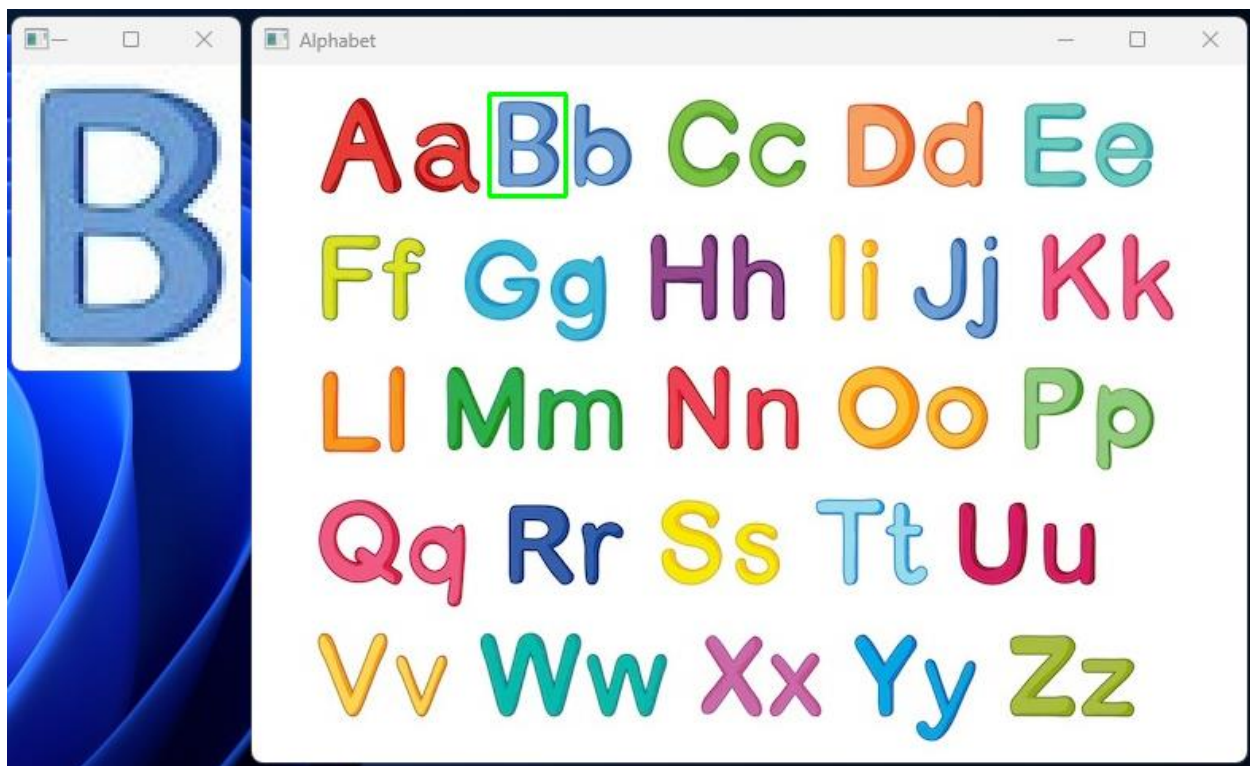 B
Alphabet
Aa Bb Cc Dd Ee
Ff Gg Hh Ii Jj Kk
Ll Mm Nn Oo Pp
Qq Rr Ss Tt Uu
Vv Ww Xx Yy Zz